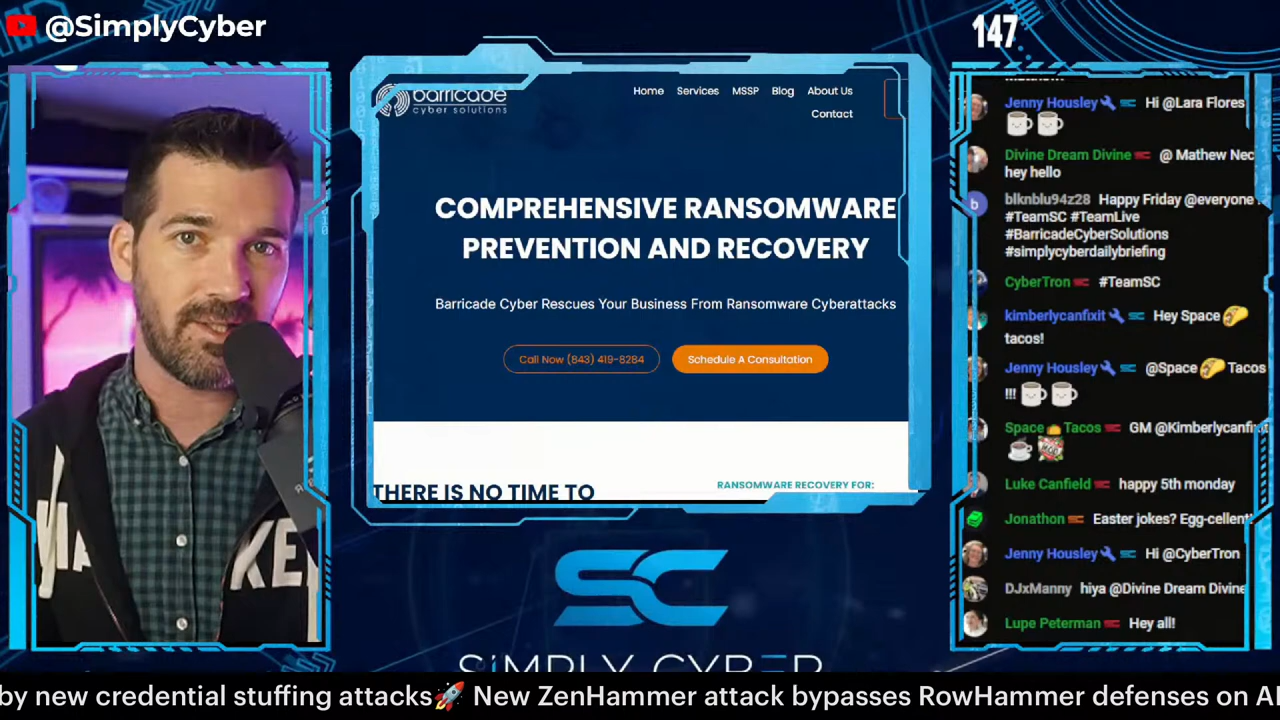 @SimplyCyber
147
barricade
cyber solutions
Home Services MSSP Blog About Us
Contact
COMPREHENSIVE RANSOMWARE
PREVENTION AND RECOVERY
Barricade Cyber Rescues Your Business From Ransomware Cyberattacks
Call Now (843) 419-8284
Schedule A Consultation
THERE IS NO TIME TO
RANSOMWARE RECOVERY FOR:
SC
SIMPLY CYBER
Jenny Housley Hi @Lara Flores
Divine Dream Divine @ Mathew Nec
hey hello
b
blknblu94z28 Happy Friday @everyone
#TeamSC #TeamLive
#BarricadeCyberSolutions
#simplycyberdailybriefing
CyberTron #TeamSC
kimberlycanfixit Hey Space 🌮
tacos!
Jenny Housley @Space 🌮 Tacos
!!!
Space 🌮 Tacos GM @Kimberlycanfixit
Luke Canfield happy 5th monday
Jonathon Easter jokes? Egg-cellent!
Jenny Housley Hi @CyberTron
DJxManny hiya @Divine Dream Divine
Lupe Peterman Hey all!
by new credential stuffing attacks🚀 New ZenHammer attack bypasses RowHammer defenses on A